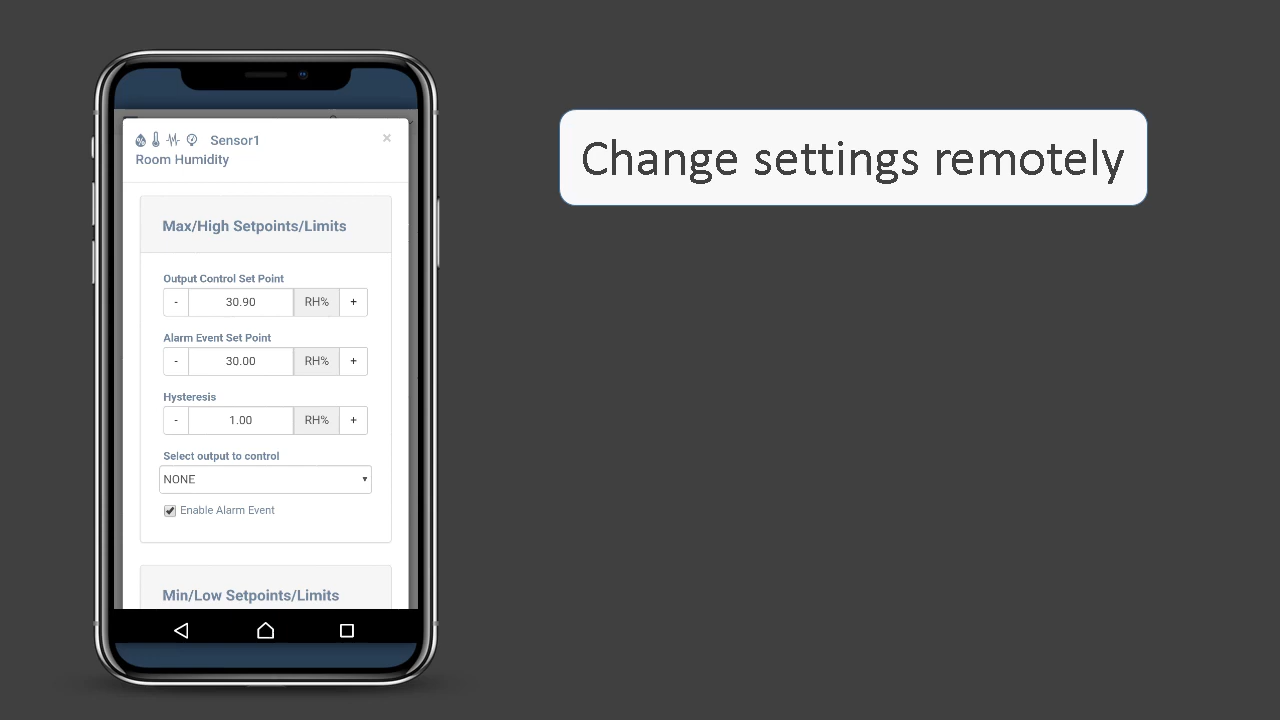 Sensor1
Room Humidity
Max/High Setpoints/Limits
Output Control Set Point
- 30.90 RH% +
Alarm Event Set Point
- 30.00 RH% +
Hysteresis
- 1.00 RH% +
Select output to control
NONE
Enable Alarm Event
Min/Low Setpoints/Limits
Change settings remotely